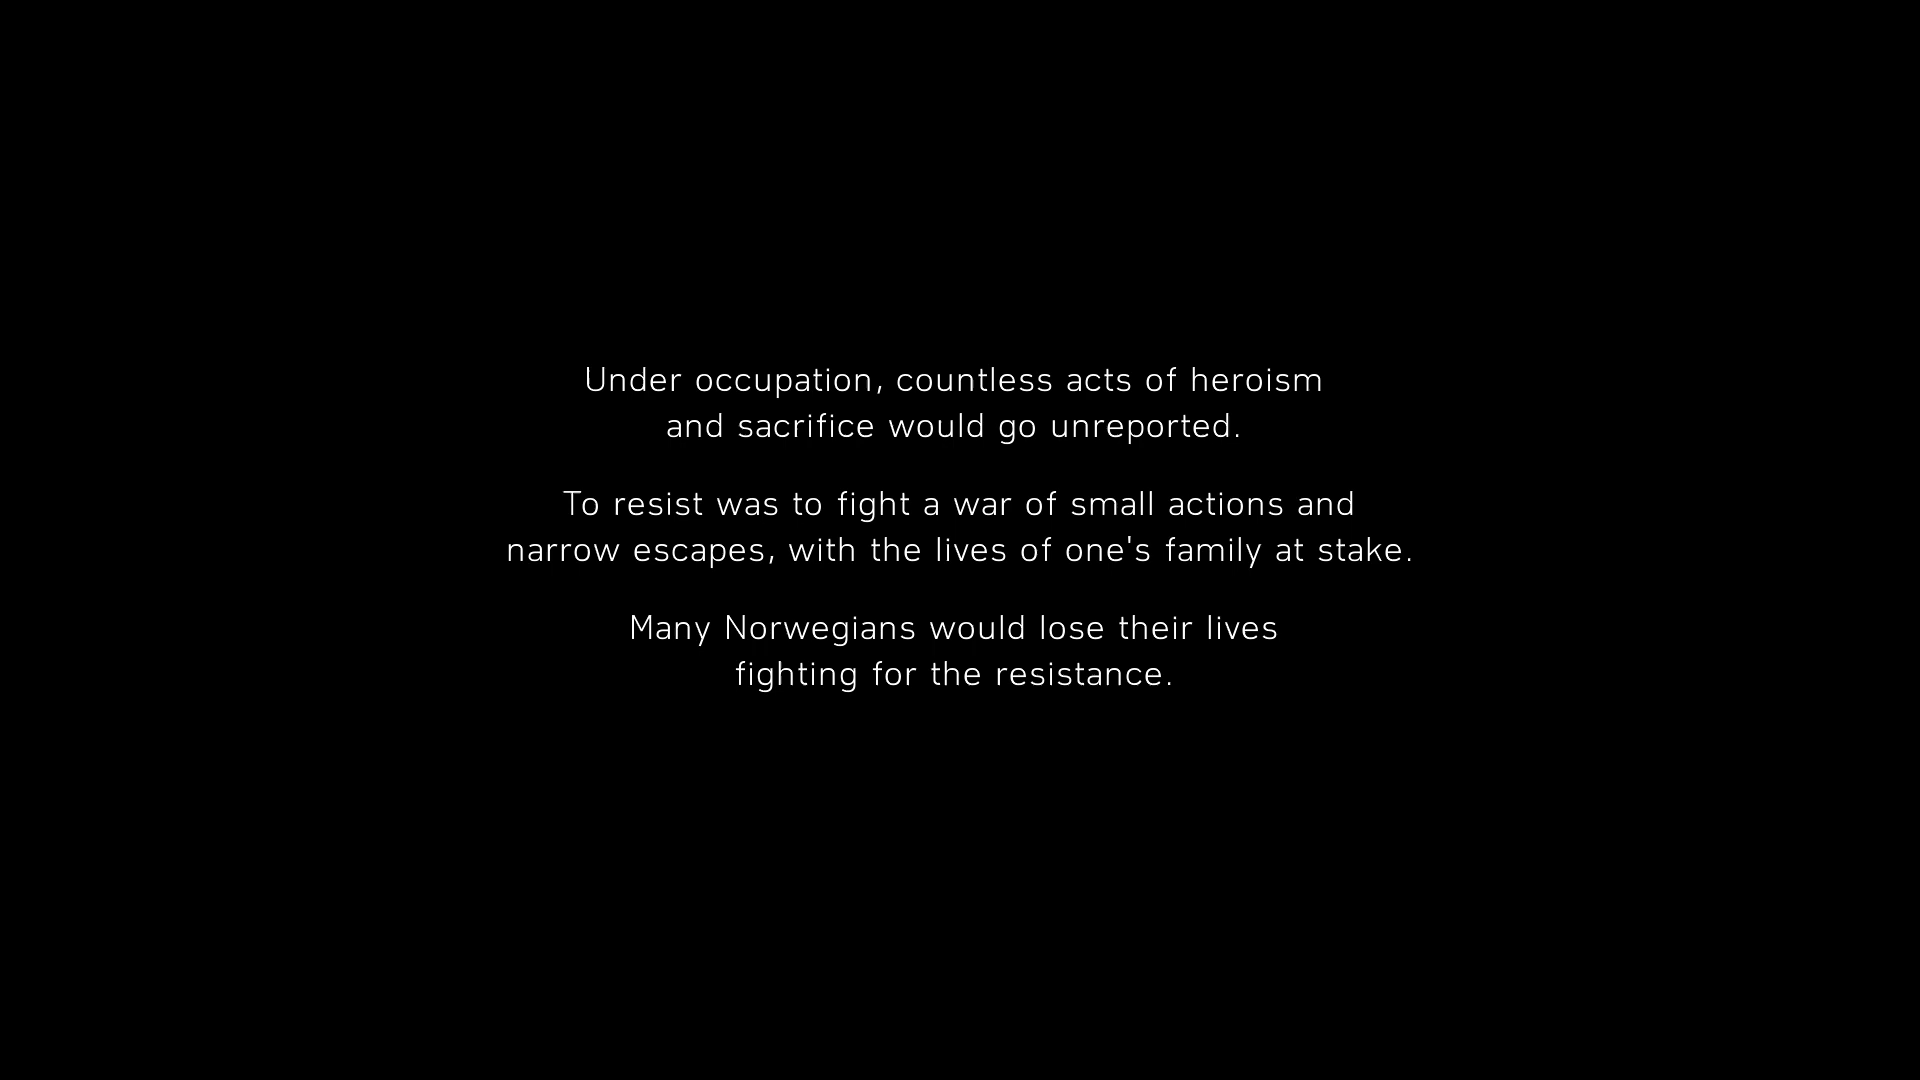 Under occupation, countless acts of heroism
and sacrifice would go unreported.
To resist was to fight a war of small actions and
narrow escapes, with the lives of one's family at stake.
Many Norwegians would lose their lives
fighting for the resistance.